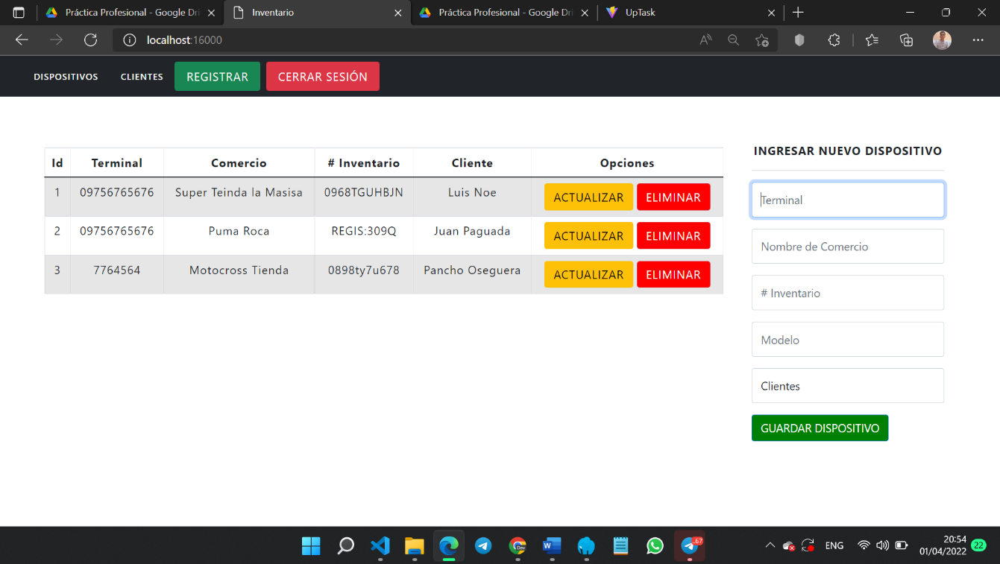 Práctica Profesional - Google Dri
Inventario
Práctica Profesional - Google Dri
UpTask
localhost:16000
DISPOSITIVOS
CLIENTES
REGISTRAR
CERRAR SESIÓN
Id Terminal Comercio # Inventario Cliente Opciones
1 09756765676 Super Teinda la Masisa 0968TGUHBJN Luis Noe ACTUALIZAR ELIMINAR
2 09756765676 Puma Roca REGIS:309Q Juan Paguada ACTUALIZAR ELIMINAR
3 7764564 Motocross Tienda 0898ty7u678 Pancho Oseguera ACTUALIZAR ELIMINAR
INGRESAR NUEVO DISPOSITIVO
Terminal
Nombre de Comercio
# Inventario
Modelo
Clientes
GUARDAR DISPOSITIVO
Dev
W
.67
ENG
20:54
01/04/2022
22